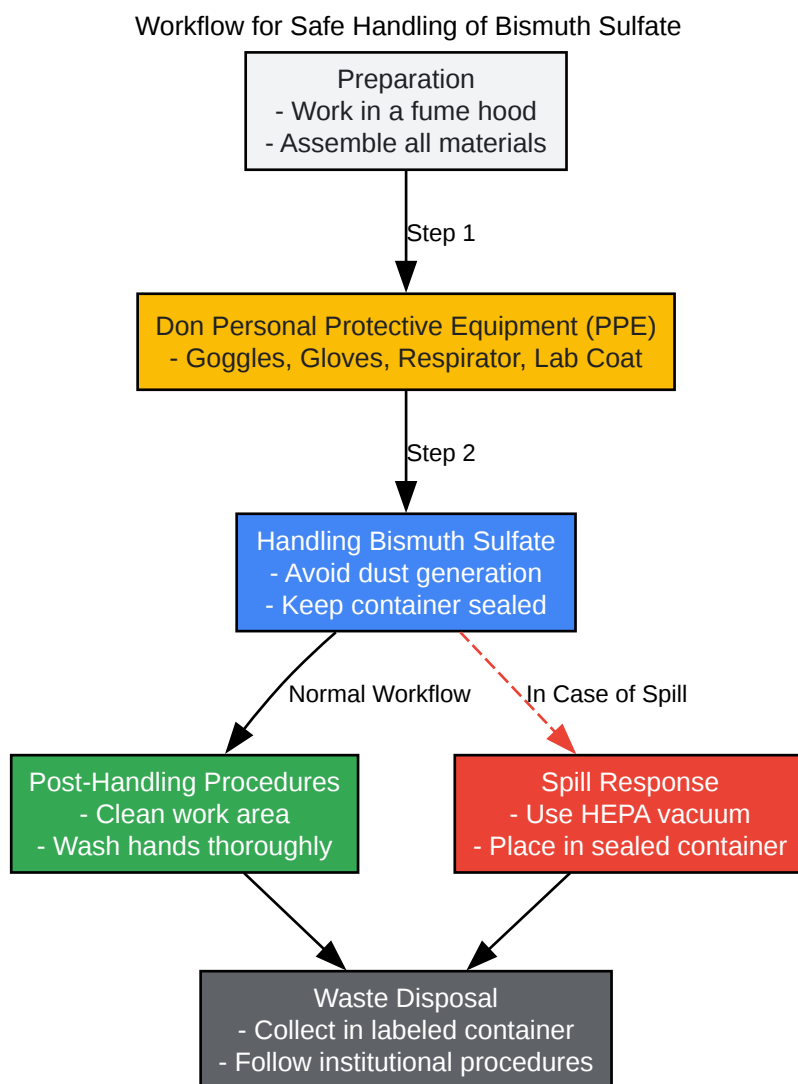 Workflow for Safe Handling of Bismuth Sulfate
Preparation
- Work in a fume hood
- Assemble all materials
Step 1
Don Personal Protective Equipment (PPE)
- Goggles, Gloves, Respirator, Lab Coat
Step 2
Handling Bismuth Sulfate
- Avoid dust generation
- Keep container sealed
Normal Workflow
In Case of Spill
Post-Handling Procedures
- Clean work area
- Wash hands thoroughly
Spill Response
- Use HEPA vacuum
- Place in sealed container
Waste Disposal
- Collect in labeled container
- Follow institutional procedures